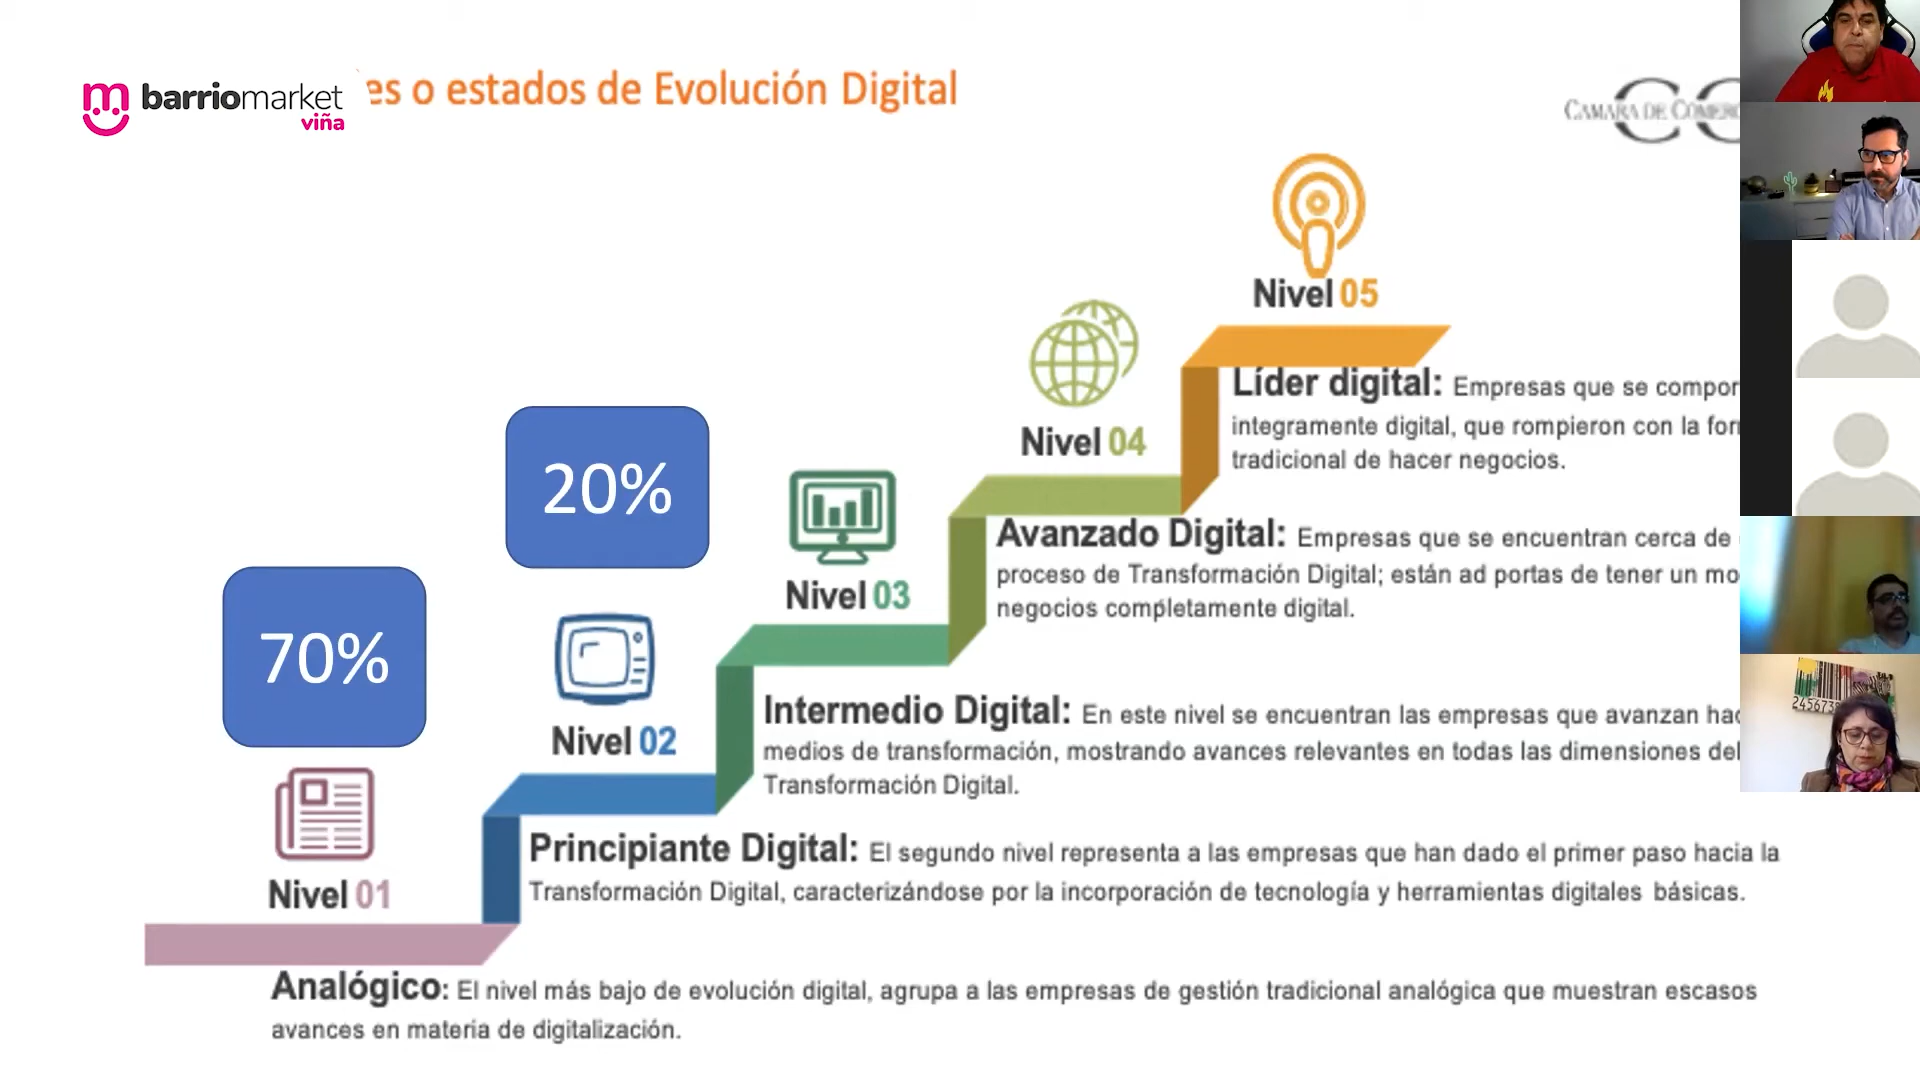 barriomarket
viña
es o estados de Evolución Digital
CAMARA DE COMER
Nivel 05
Líder digital: Empresas que se compor
integramente digital, que rompieron con la for
tradicional de hacer negocios.
Nivel 04
Avanzado Digital: Empresas que se encuentran cerca de
proceso de Transformación Digital; están ad portas de tener un mo
negocios completamente digital.
20%
Nivel 03
Intermedio Digital: En este nivel se encuentran las empresas que avanzan hac
medios de transformación, mostrando avances relevantes en todas las dimensiones del
Transformación Digital.
70%
Nivel 02
Principiante Digital: El segundo nivel representa a las empresas que han dado el primer paso hacia la
Transformación Digital, caracterizándose por la incorporación de tecnología y herramientas digitales básicas.
Nivel 01
Analógico: El nivel más bajo de evolución digital, agrupa a las empresas de gestión tradicional analógica que muestran escasos
avances en materia de digitalización.